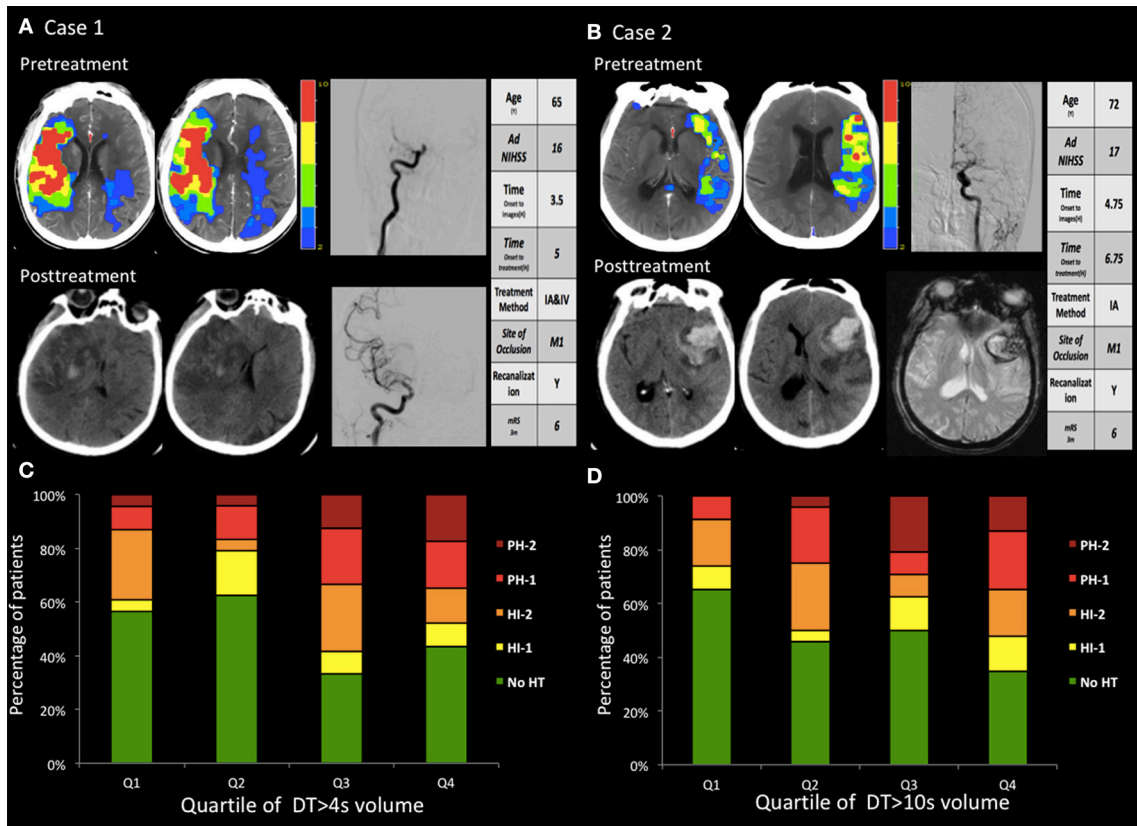 A Case 1
Pretreatment
10
2
Age
(Y)
65
Ad
NIHSS
16
Time
Onset to
images(H)
3.5
Time
Onset to
treatment(H)
5
Posttreatment
Treatment
Method
IA&IV
Site of
Occlusion
M1
Recanalizat
ion
Y
mRS
3m
6
B Case 2
Pretreatment
10
2
Age
(Y)
72
Ad
NIHSS
17
Time
Onset to
images(H)
4.75
Time
Onset to
treatment(H)
6.75
Posttreatment
Treatment
Method
IA
Site of
Occlusion
M1
Recanalizat
ion
Y
mRS
3m
6
C
Percentage of patients
100%
80%
60%
40%
20%
0%
Q1 Q2 Q3 Q4
Quartile of DT>4s volume
PH-2
PH-1
HI-2
HI-1
No HT
D
Percentage of patients
100%
80%
60%
40%
20%
0%
Q1 Q2 Q3 Q4
Quartile of DT>10s volume
PH-2
PH-1
HI-2
HI-1
No HT